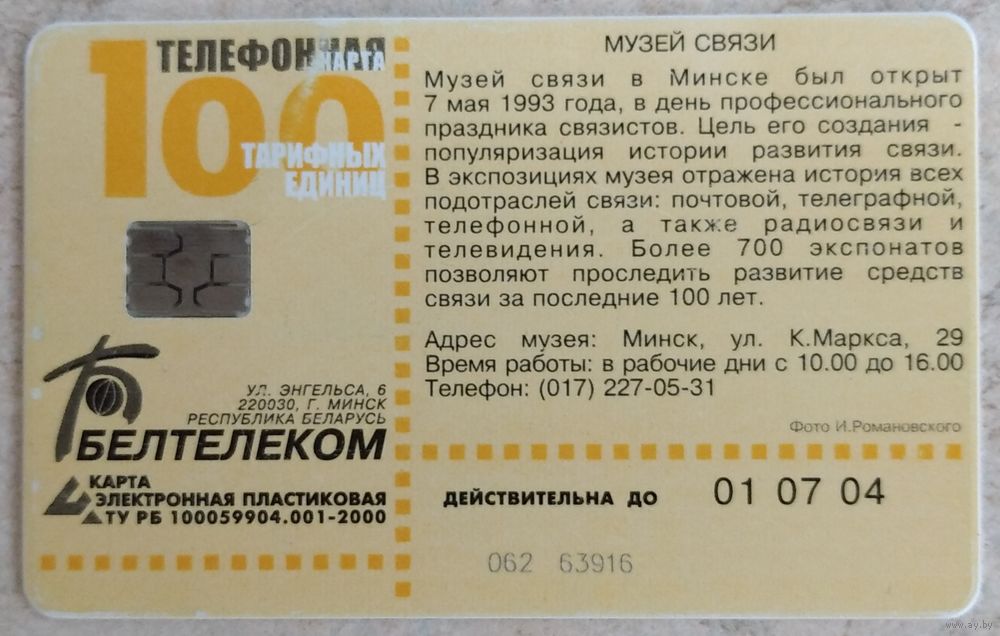 ТЕЛЕФОННАЯ
КАРТА
100
ТАРИФНЫХ
ЕДИНИЦ
УЛ. ЭНГЕЛЬСА, 6
220030, Г. МИНСК
РЕСПУБЛИКА БЕЛАРУСЬ
БЕЛТЕЛЕКОМ
КАРТА
ЭЛЕКТРОННАЯ ПЛАСТИКОВАЯ
ТУ РБ 100059904.001-2000
МУЗЕЙ СВЯЗИ
Музей связи в Минске был открыт
7 мая 1993 года, в день профессионального
праздника связистов. Цель его создания -
популяризация истории развития связи.
В экспозициях музея отражена история всех
подотраслей связи: почтовой, телеграфной,
телефонной, а также радиосвязи и
телевидения. Более 700 экспонатов
позволяют проследить развитие средств
связи за последние 100 лет.
Адрес музея: Минск, ул. К.Маркса, 29
Время работы: в рабочие дни с 10.00 до 16.00
Телефон: (017) 227-05-31
Фото И.Романовского
ДЕЙСТВИТЕЛЬНА ДО 01 07 04
062 63916
www.ay.by